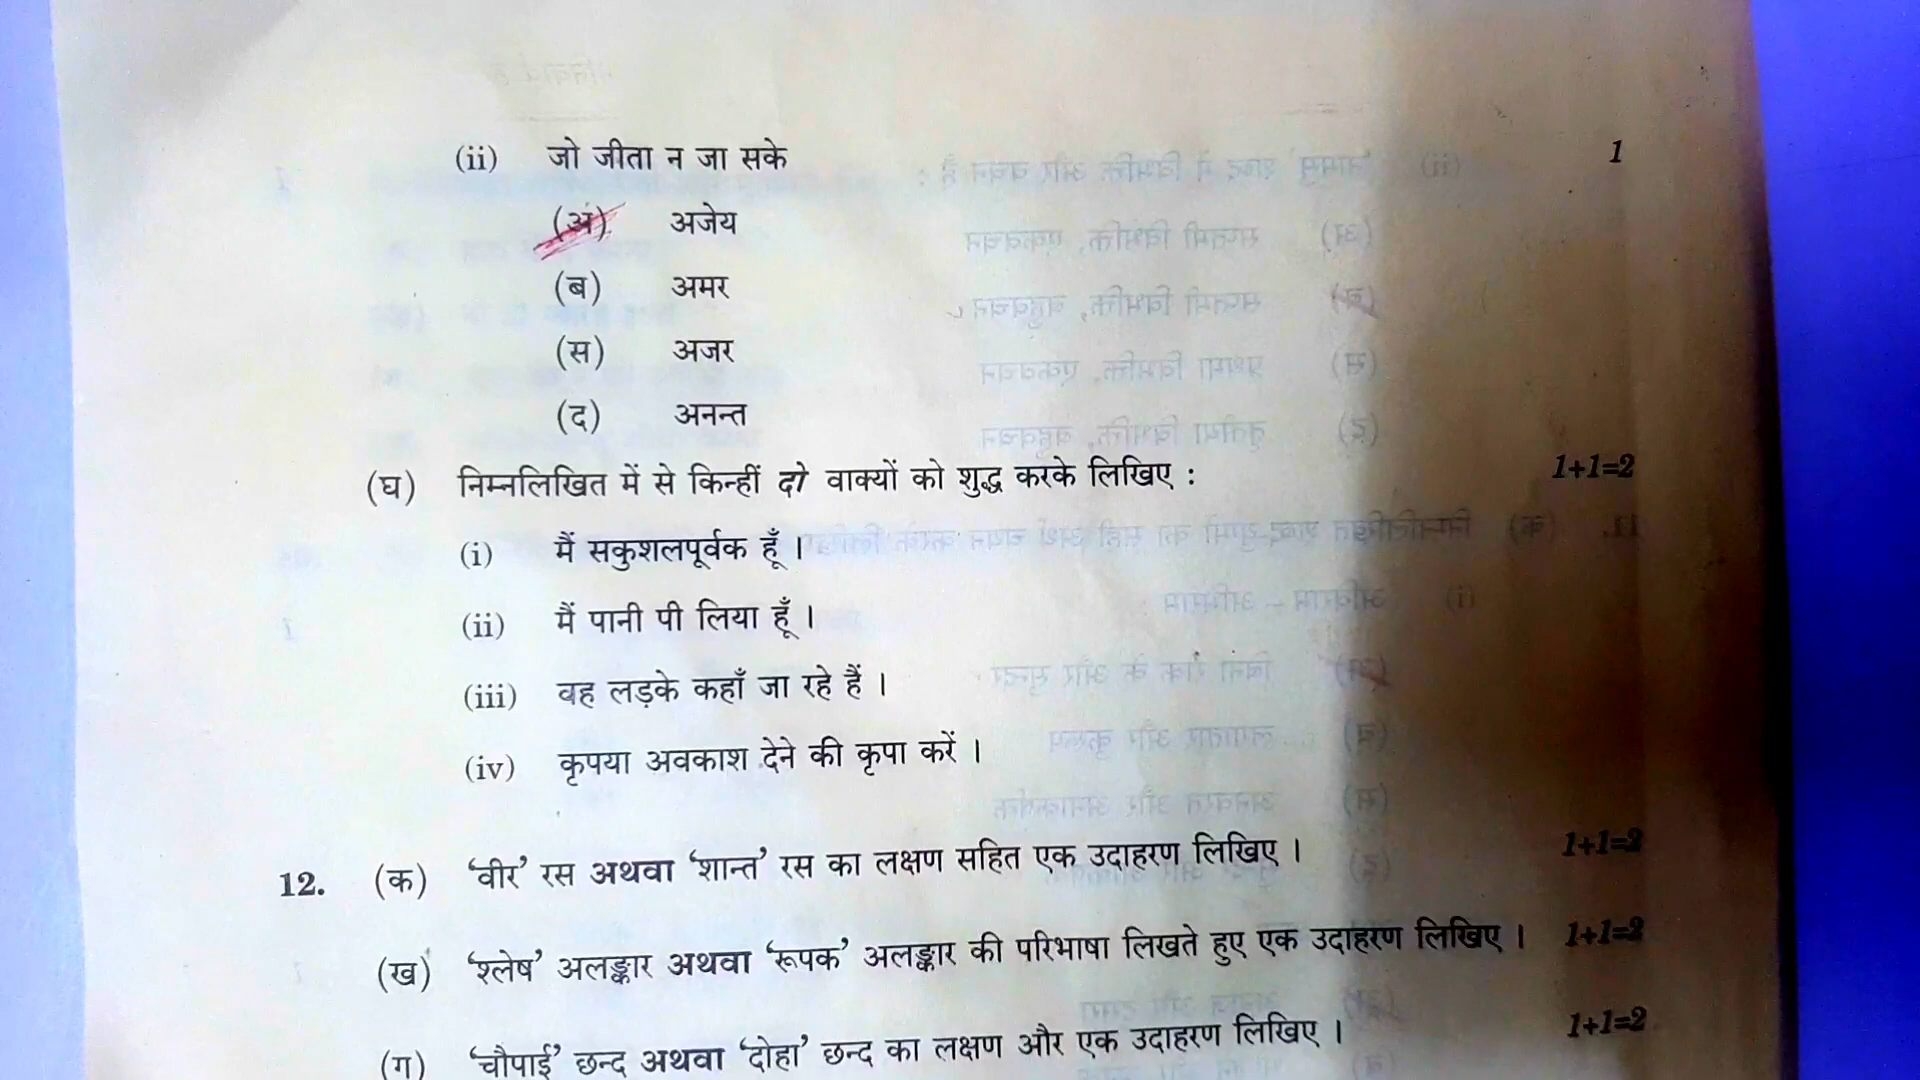 (ii) जो जीता न जा सके 1
(अ) अजेय
(ब) अमर
(स) अजर
(द) अनन्त
(घ) निम्नलिखित में से किन्हीं दो वाक्यों को शुद्ध करके लिखिए : 1+1=2
(i) मैं सकुशलपूर्वक हूँ ।
(ii) मैं पानी पी लिया हूँ ।
(iii) वह लड़के कहाँ जा रहे हैं ।
(iv) कृपया अवकाश देने की कृपा करें ।
12. (क) ‘वीर’ रस अथवा ‘शान्त’ रस का लक्षण सहित एक उदाहरण लिखिए । 1+1=2
(ख) ‘श्लेष’ अलङ्कार अथवा ‘रूपक’ अलङ्कार की परिभाषा लिखते हुए एक उदाहरण लिखिए । 1+1=2
(ग) ‘चौपाई’ छन्द अथवा ‘दोहा’ छन्द का लक्षण और एक उदाहरण लिखिए । 1+1=2